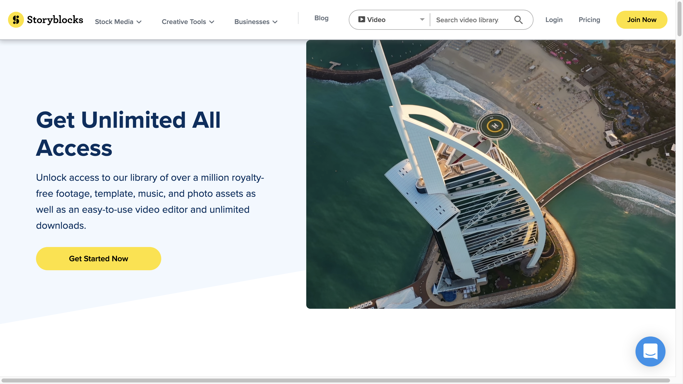 Storyblocks
Stock Media
Creative Tools
Businesses
Blog
Video
Search video library
Login
Pricing
Join Now
Get Unlimited All
Access
Unlock access to our library of over a million royalty-
free footage, template, music, and photo assets as
well as an easy-to-use video editor and unlimited
downloads.
Get Started Now
H